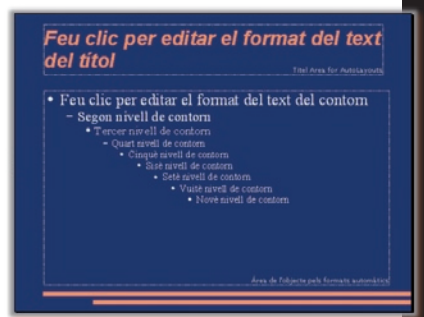 Feu clic per editar el format del text
del títol
Títel Area for AutoLayouts
• Feu clic per editar el format del text del contorn
– Segon nivell de contorn
• Tercer nivell de contorn
– Quart nivell de contorn
• Cinquè nivell de contorn
• Sisè nivell de contorn
• Setè nivell de contorn
• Vuitè nivell de contorn
• Novè nivell de contorn
Àrea de l'objecte pels formats automàtics